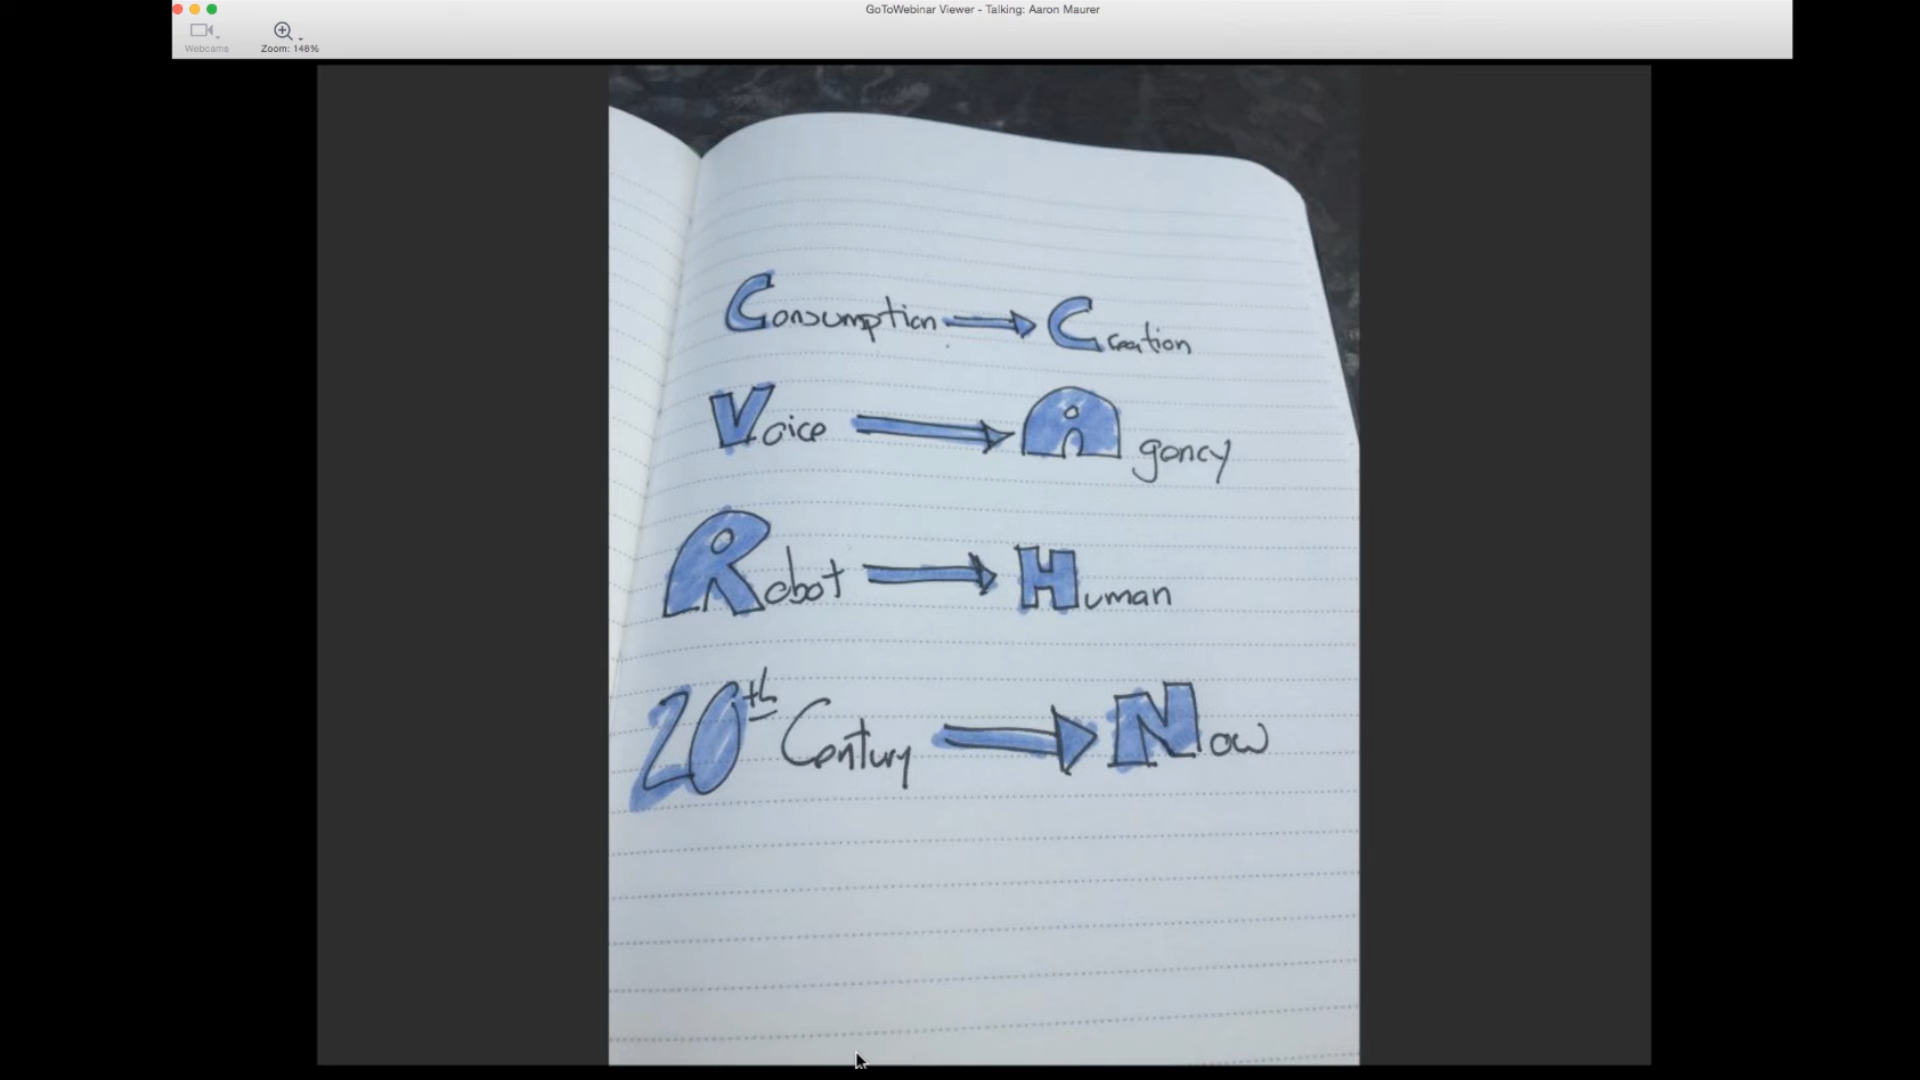 GoToWebinar Viewer - Talking: Aaron Maurer
Webcams
Zoom: 148%
Consumption → Creation
Voice → Agency
Robot → Human
20th Century → Now